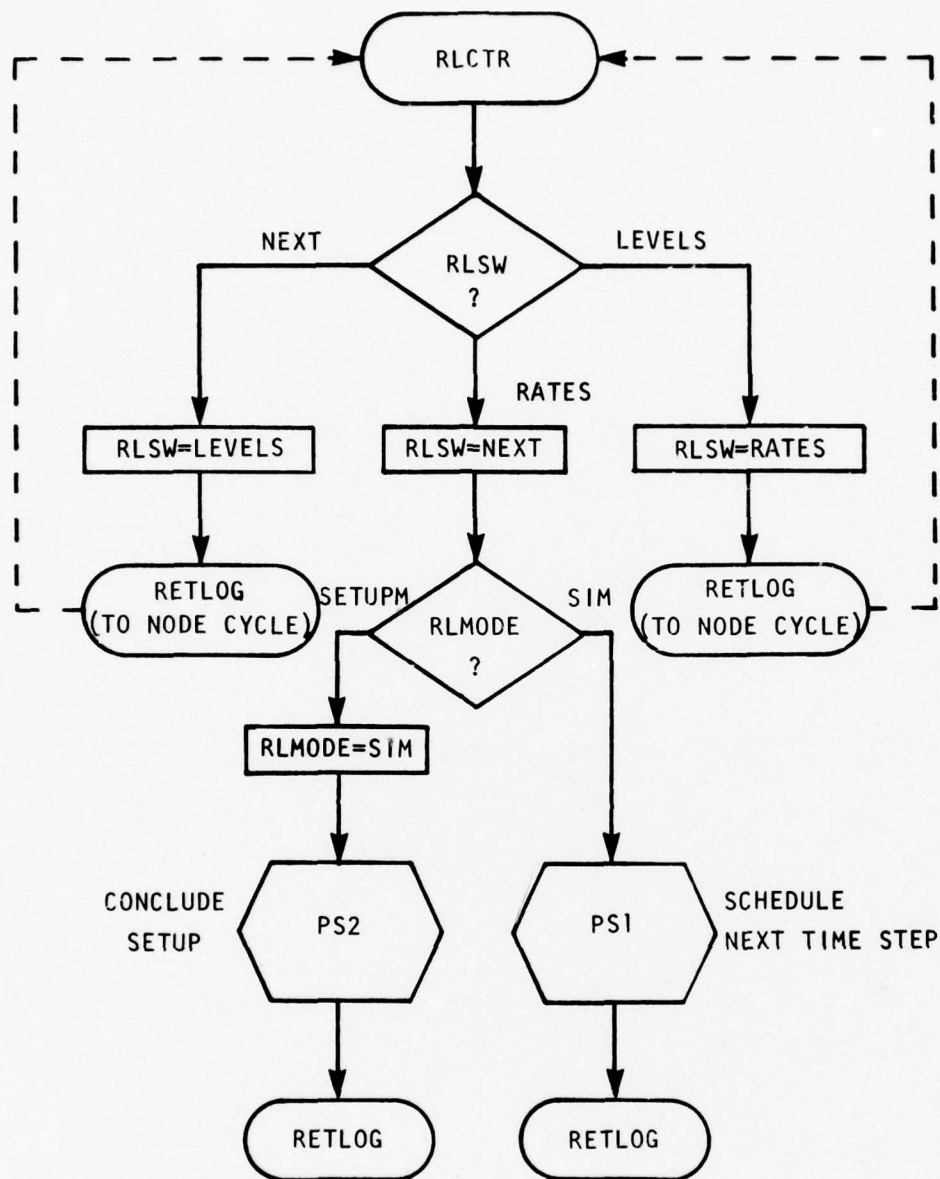 RLCTR
NEXT
LEVELS
RLSW
?
RATES
RLSW=LEVELS
RLSW=NEXT
RLSW=RATES
RETLOG
(TO NODE CYCLE)
SETUPM
SIM
RETLOG
(TO NODE CYCLE)
RLMODE
?
RLMODE=SIM
CONCLUDE
SETUP
PS2
PS1
SCHEDULE
NEXT TIME STEP
RETLOG
RETLOG